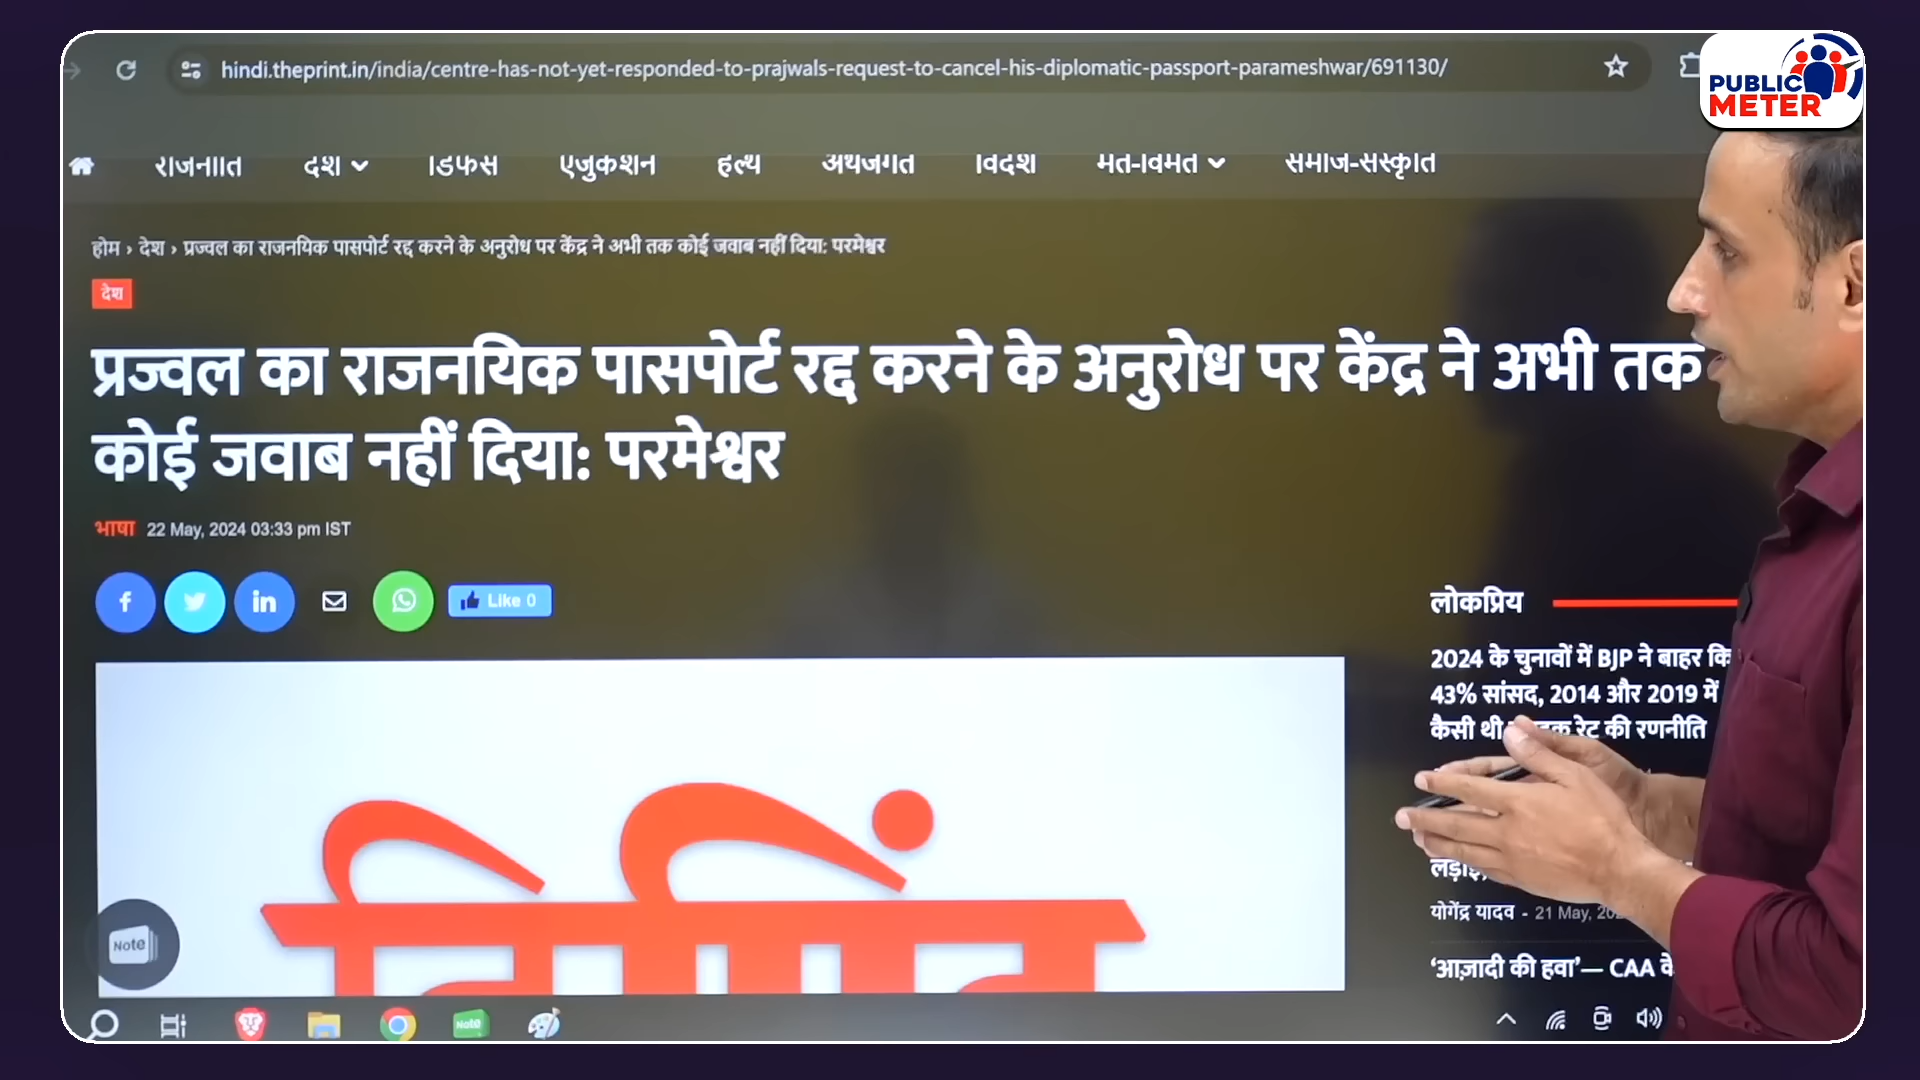 hindi.theprint.in/india/centre-has-not-yet-responded-to-prajwals-request-to-cancel-his-diplomatic-passport-parameshwar/691130/
PUBLIC
METER
राजनीति देश डिफेंस एजुकेशन हेल्थ अर्थजगत विदेश मत-विमत समाज-संस्कृति
होम › देश › प्रज्वल का राजनयिक पासपोर्ट रद्द करने के अनुरोध पर केंद्र ने अभी तक कोई जवाब नहीं दिया: परमेश्वर
देश
प्रज्वल का राजनयिक पासपोर्ट रद्द करने के अनुरोध पर केंद्र ने अभी तक
कोई जवाब नहीं दिया: परमेश्वर
भाषा 22 May, 2024 03:33 pm IST
Like 0
लोकप्रिय
2024 के चुनावों में BJP ने बाहर
43% सांसद, 2014 और 2019 में
कैसी थी रेट की रणनीति
योगेंद्र यादव - 21 May,
‘आज़ादी की हवा’— CAA
Note
Note